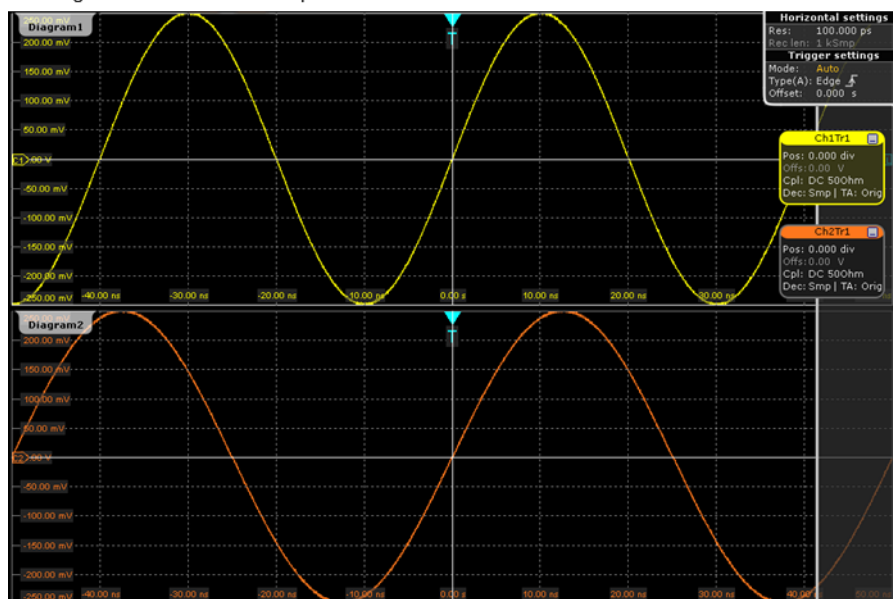 Diagram1
200.00 mV
150.00 mV
100.00 mV
50.00 mV
C1
-50.00 mV
-100.00 mV
-150.00 mV
-200.00 mV
-250.00 mV
-40.00 ns
-30.00 ns
-20.00 ns
-10.00 ns
0.00 s
10.00 ns
20.00 ns
30.00 ns
T
Horizontal settings
Res: 100.000 ps
Rec len: 1 kSmp
Trigger settings
Mode: Auto
Type(A): Edge
Offset: 0.000 s
Ch1Tr1
Pos: 0.000 div
Offs:0.00 V
Cpl: DC 50Ohm
Dec: Smp | TA: Orig
Ch2Tr1
Pos: 0.000 div
Offs:0.00 V
Cpl: DC 50Ohm
Dec: Smp | TA: Orig
Diagram2
200.00 mV
150.00 mV
100.00 mV
50.00 mV
C2
-50.00 mV
-100.00 mV
-150.00 mV
-200.00 mV
-250.00 mV
-40.00 ns
-30.00 ns
-20.00 ns
-10.00 ns
0.00 s
10.00 ns
20.00 ns
30.00 ns
T